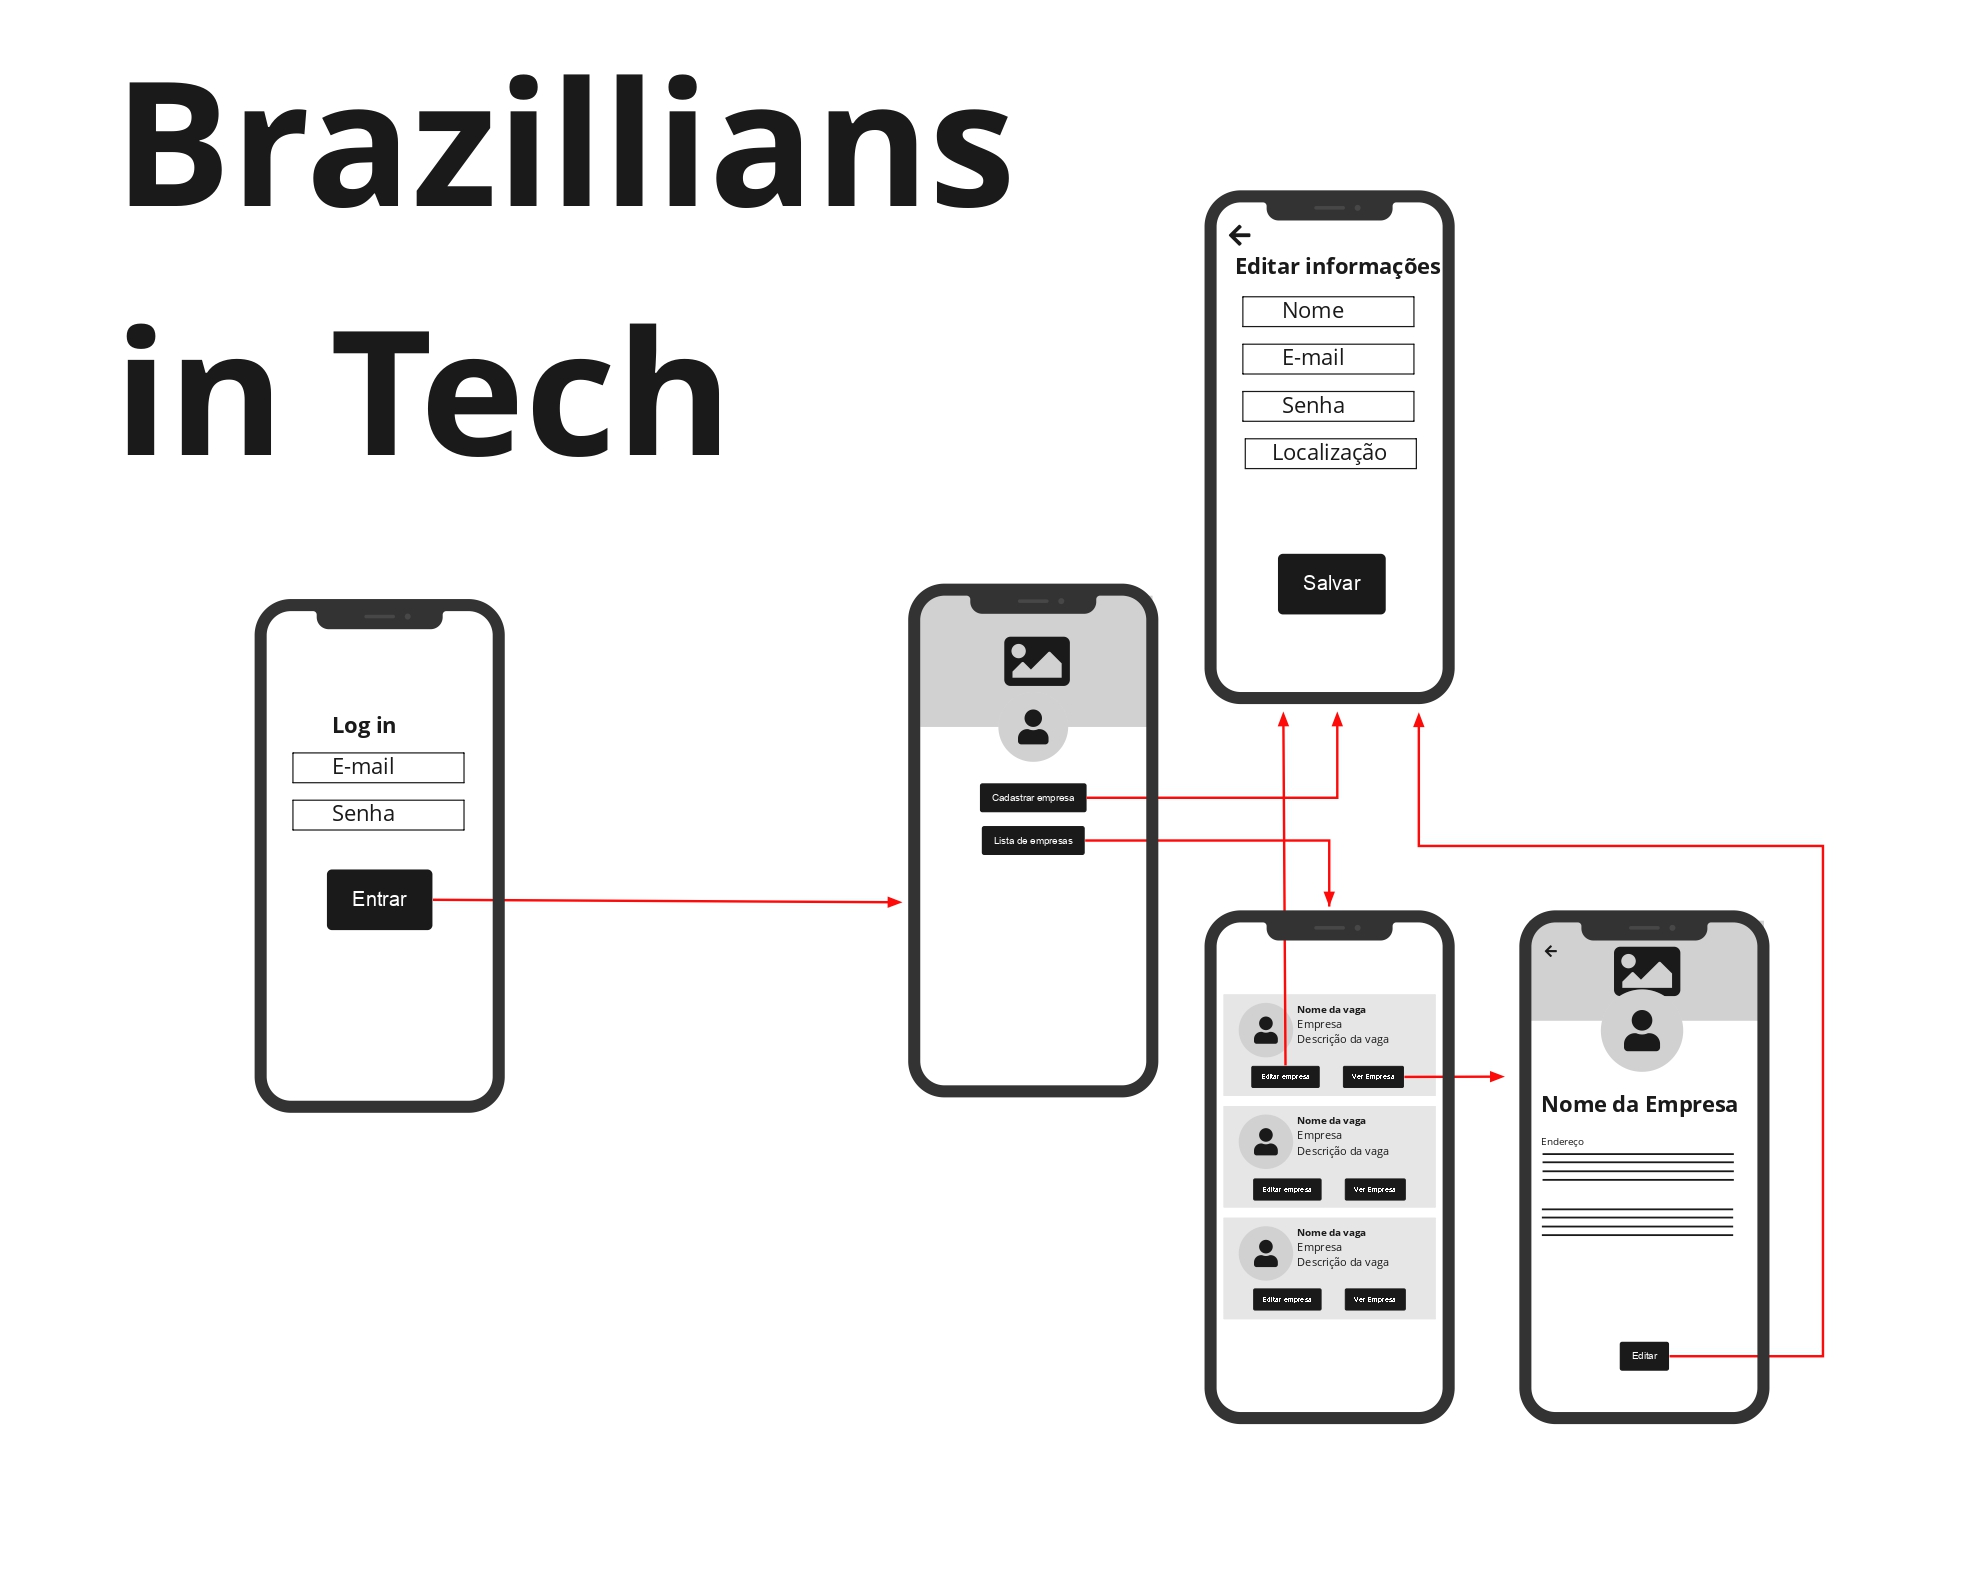 Brazillians
in Tech
Editar informações
Nome
E-mail
Senha
Localização
Salvar
Log in
E-mail
Senha
Entrar
Cadastrar empresa
Lista de empresas
Nome da vaga
Empresa
Descrição da vaga
Editar empresa
Ver Empresa
Nome da vaga
Empresa
Descrição da vaga
Editar empresa
Ver Empresa
Nome da vaga
Empresa
Descrição da vaga
Editar empresa
Ver Empresa
Nome da Empresa
Endereço
Editar